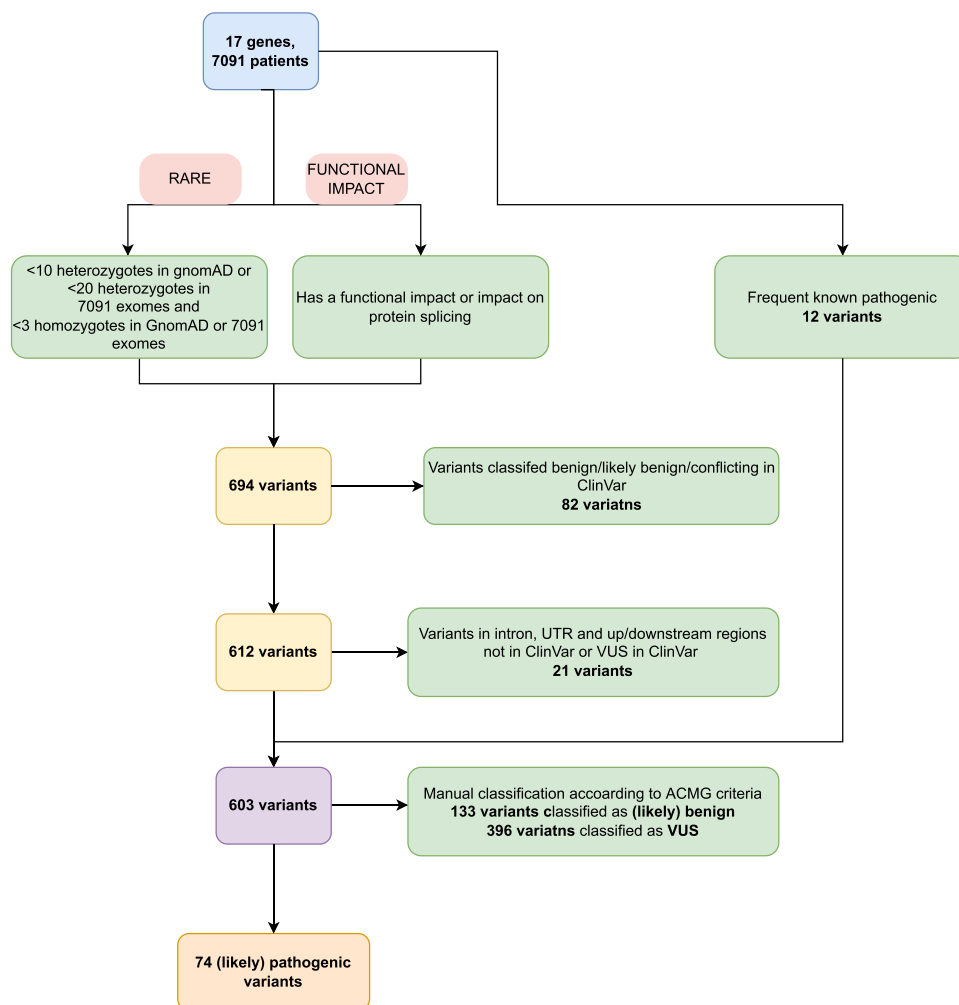 17 genes,
7091 patients
RARE
FUNCTIONAL
IMPACT
<10 heterozygotes in gnomAD or
<20 heterozygotes in
7091 exomes and
<3 homozygotes in GnomAD or 7091
exomes
Has a functional impact or impact on
protein splicing
Frequent known pathogenic
12 variants
694 variants
Variants classifed benign/likely benign/conflicting in
ClinVar
82 variatns
612 variants
Variants in intron, UTR and up/downstream regions
not in ClinVar or VUS in ClinVar
21 variants
603 variants
Manual classification accoarding to ACMG criteria
133 variants classified as (likely) benign
396 variatns classified as VUS
74 (likely) pathogenic
variants